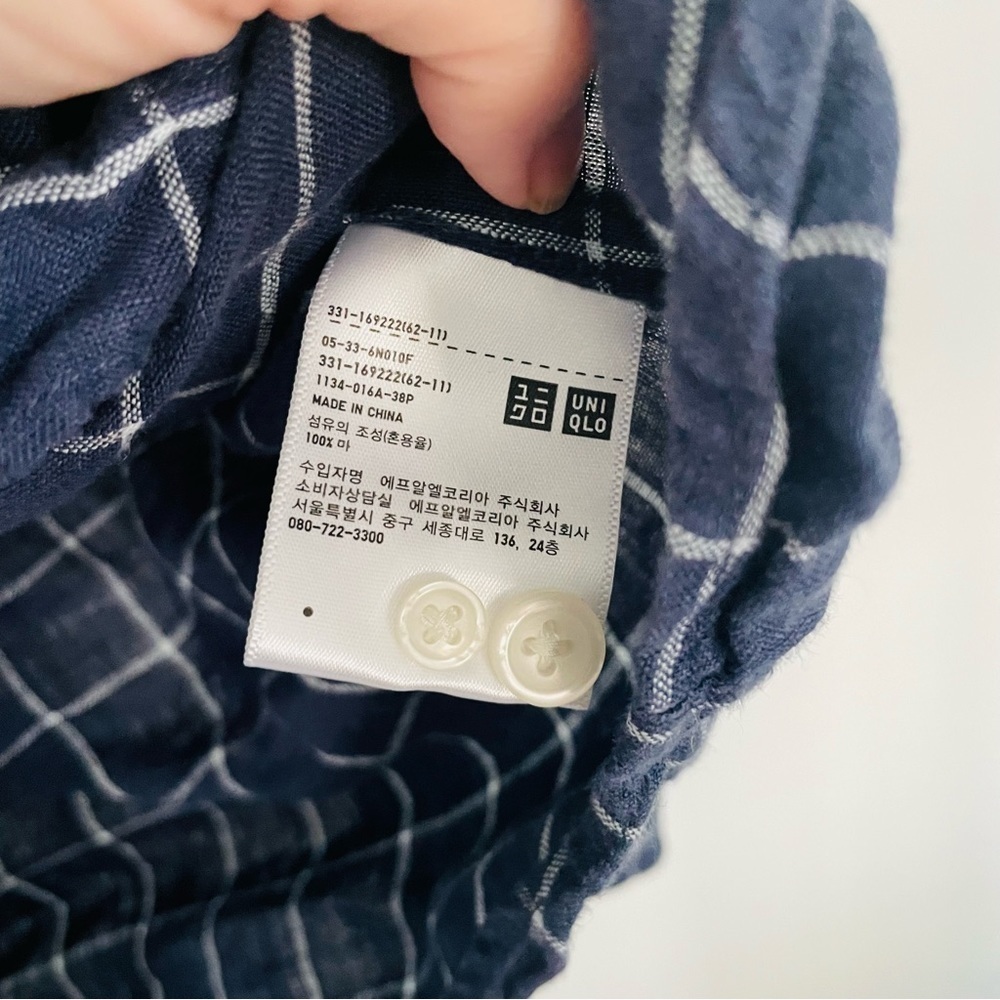 331-169222(62-11)
05-33-6N010F
331-169222(62-11)
1134-016A-38P
MADE IN CHINA
섬유의 조성(혼용율)
100% 마
ユニ
クロ
UNI
QLO
수입자명 에프알엘코리아 주식회사
소비자상담실 에프알엘코리아 주식회사
서울특별시 중구 세종대로 136, 24층
080-722-3300